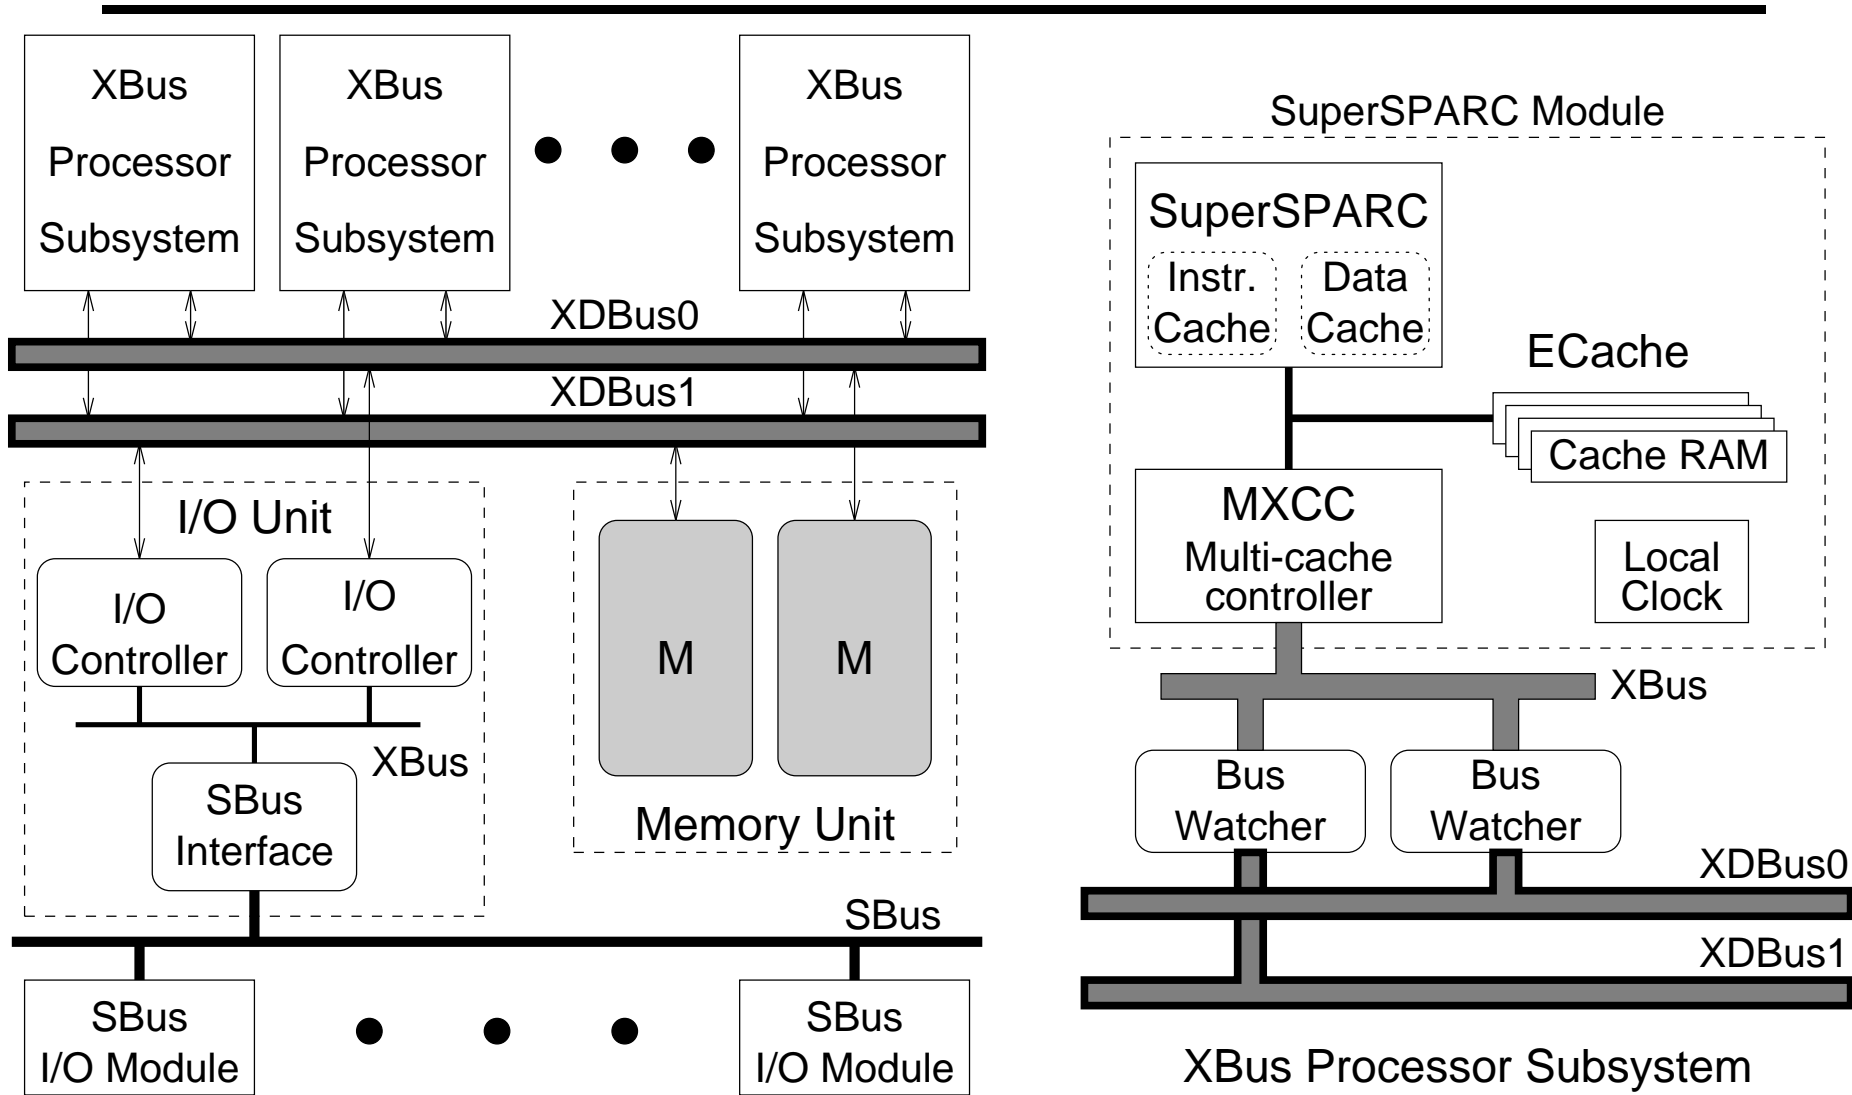 XBus
Processor
Subsystem
XBus
Processor
Subsystem
XBus
Processor
Subsystem
XDBus0
XDBus1
I/O Unit
I/O
Controller
I/O
Controller
XBus
SBus
Interface
M
M
Memory Unit
SBus
SBus
I/O Module
SBus
I/O Module
SuperSPARC Module
SuperSPARC
Instr.
Cache
Data
Cache
ECache
Cache RAM
MXCC
Multi-cache
controller
Local
Clock
XBus
Bus
Watcher
Bus
Watcher
XDBus0
XDBus1
XBus Processor Subsystem